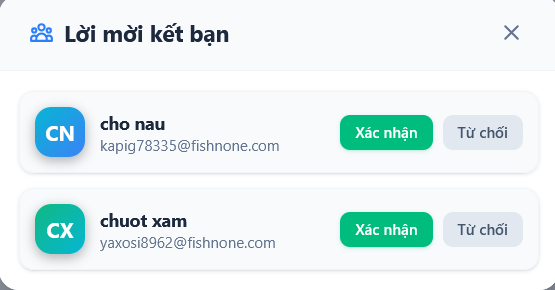 Lời mời kết bạn
CN
cho nau
kapig78335@fishnone.com
Xác nhận
Từ chối
CX
chuot xam
yaxosi8962@fishnone.com
Xác nhận
Từ chối